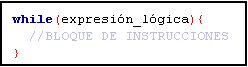 while(expresión_lógica){
//BLOQUE DE INSTRUCCIONES
}